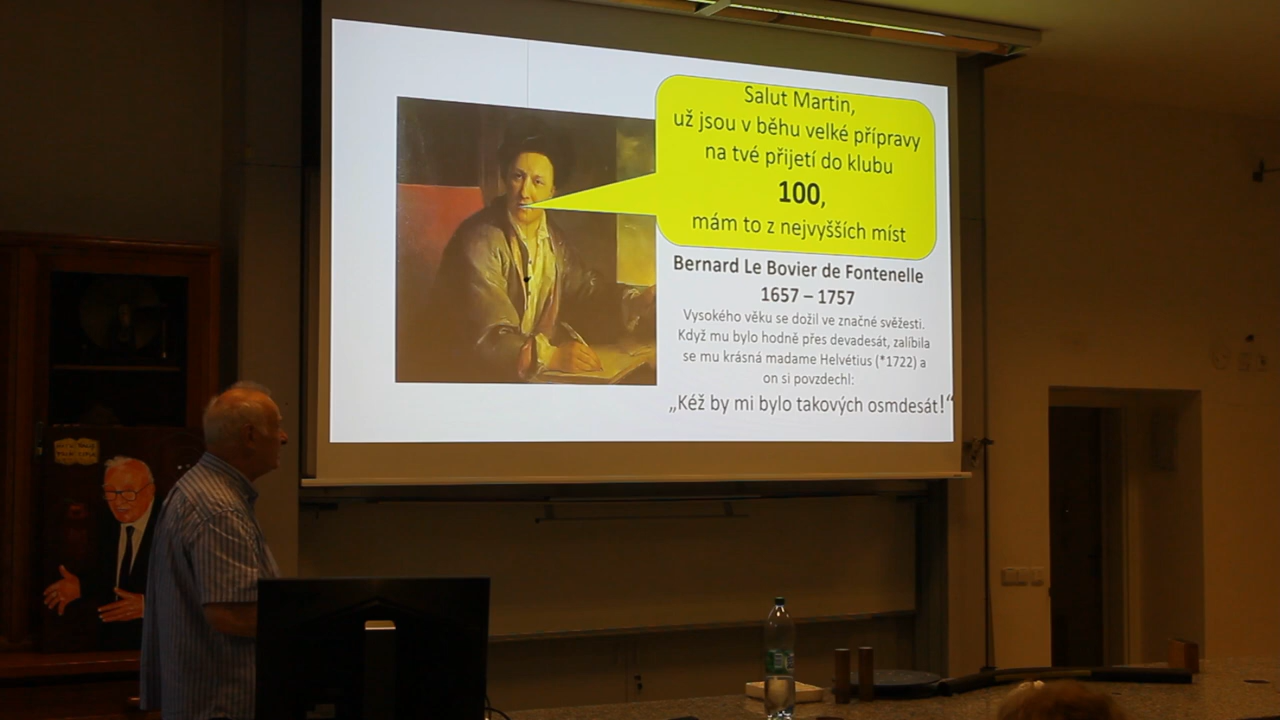 Salut Martin,
už jsou v běhu velké přípravy
na tvé přijetí do klubu
100,
mám to z nejvyšších míst
Bernard Le Bovier de Fontenelle
1657 – 1757
Vysokého věku se dožil ve značné svěžesti.
Když mu bylo hodně přes devadesát, zalíbila
se mu krásná madame Helvétius (*1722) a
on si povzdechl:
„Kéž by mi bylo takových osmdesát!“